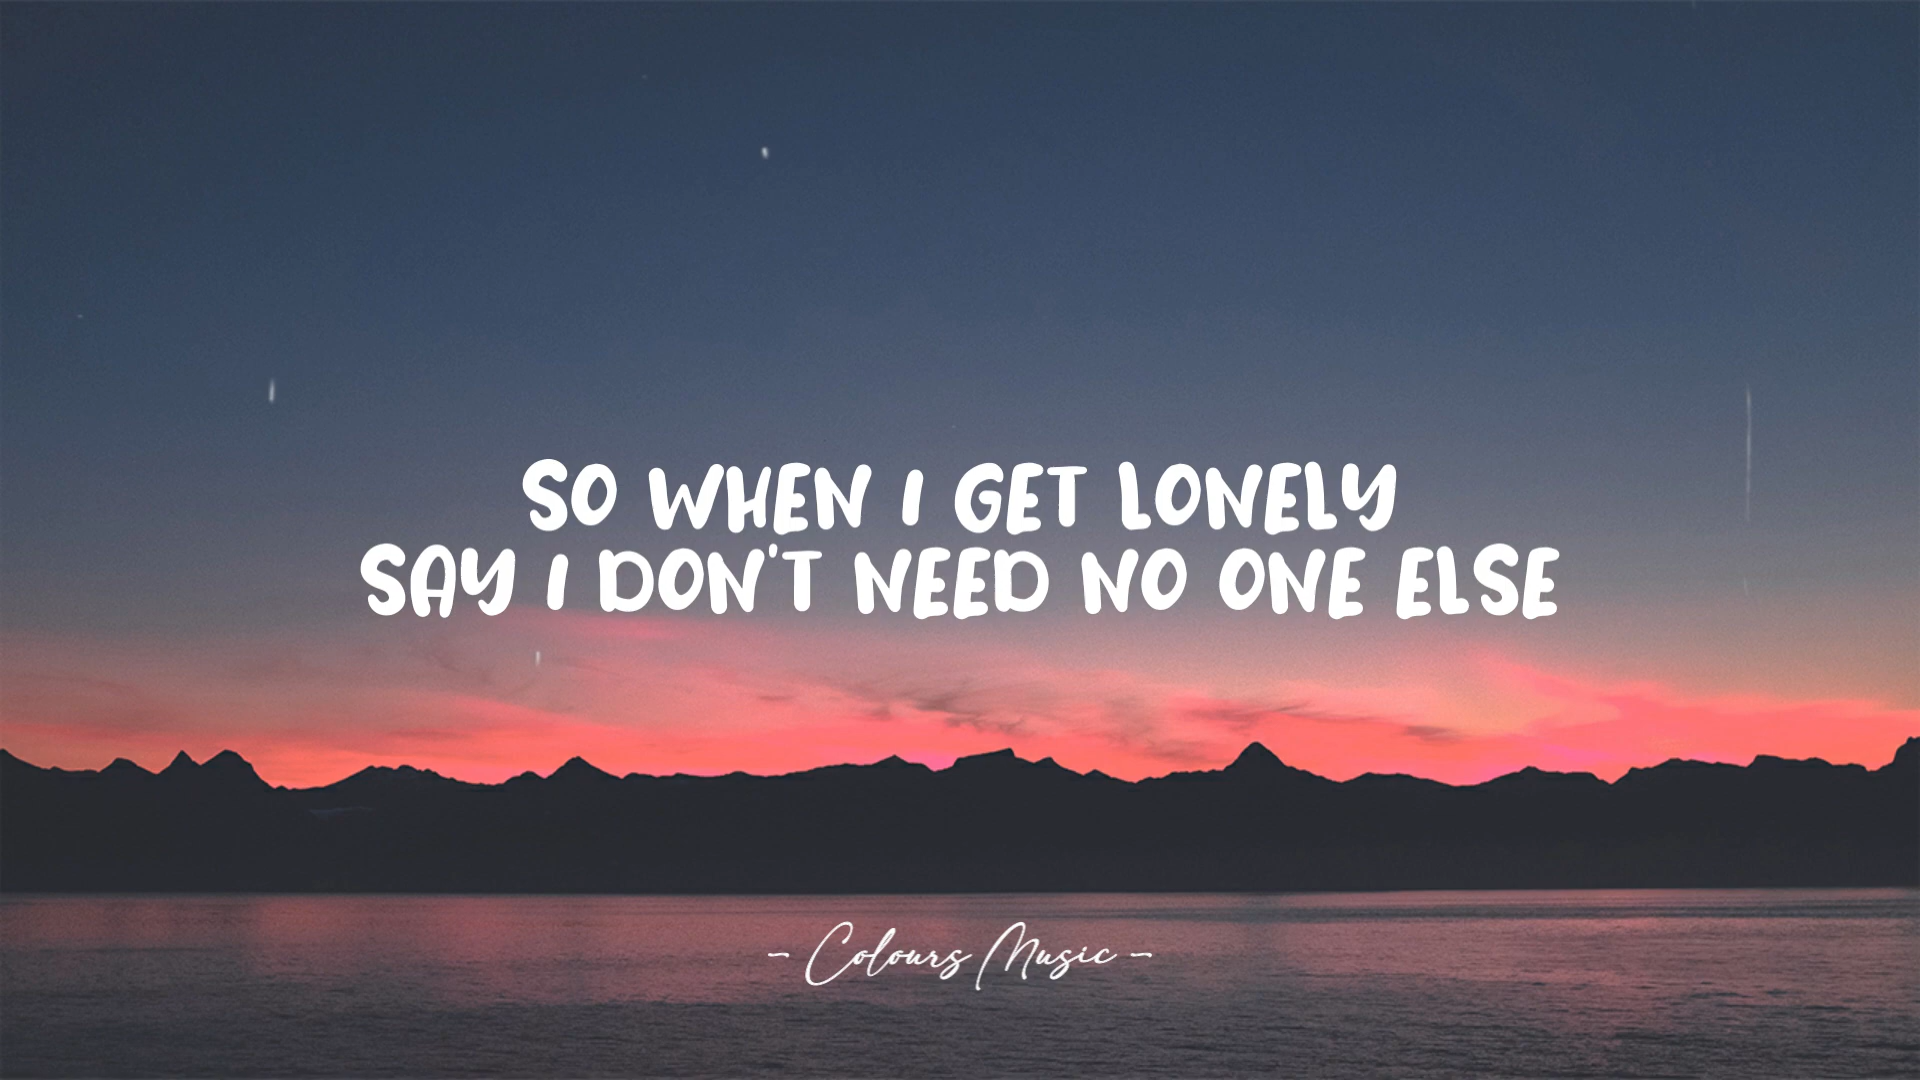 SO WHEN I GET LONELY
SAY I DON'T NEED NO ONE ELSE
- Colours Music -